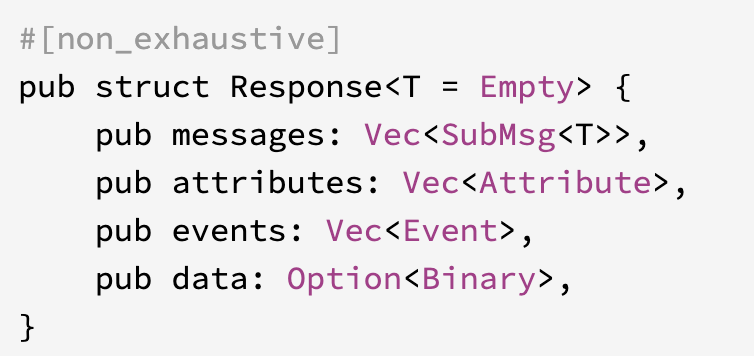 #[non_exhaustive]
pub struct Response<T = Empty> {
    pub messages: Vec<SubMsg<T>>,
    pub attributes: Vec<Attribute>,
    pub events: Vec<Event>,
    pub data: Option<Binary>,
}